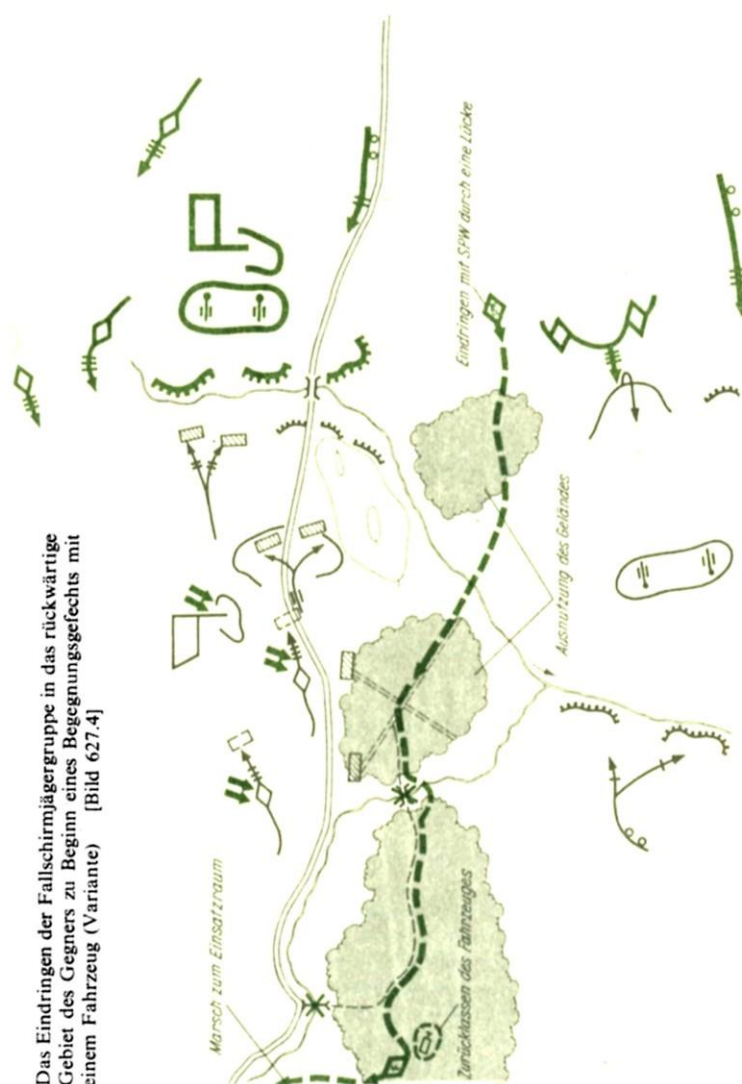 Das Eindringen der Fallschirmjägergruppe in das rückwärtige
Gebiet des Gegners zu Beginn eines Begegnungsgefechts mit
einem Fahrzeug (Variante) [Bild 627.4]
Marsch zum Einsatzraum
Zurücklassen des Fahrzeuges
Ausnutzung des Geländes
Eindringen mit SPW durch eine Lücke